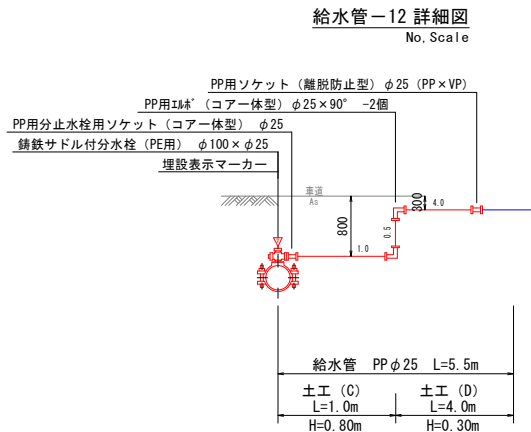 給水管－12 詳細図
No,Scale
PP用ソケット（離脱防止型）φ25（PP×VP）
PP用ｴﾙﾎﾞ（コア一体型）φ25×90° -2個
PP用分止水栓用ソケット（コア一体型） φ25
鋳鉄サドル付分水栓（PE用） φ100×φ25
埋設表示マーカー
車道
As
300
4.0
800
0.5
1.0
給水管 PPφ25 L=5.5m
土工（C） 土工（D）
L=1.0m L=4.0m
H=0.80m H=0.30m